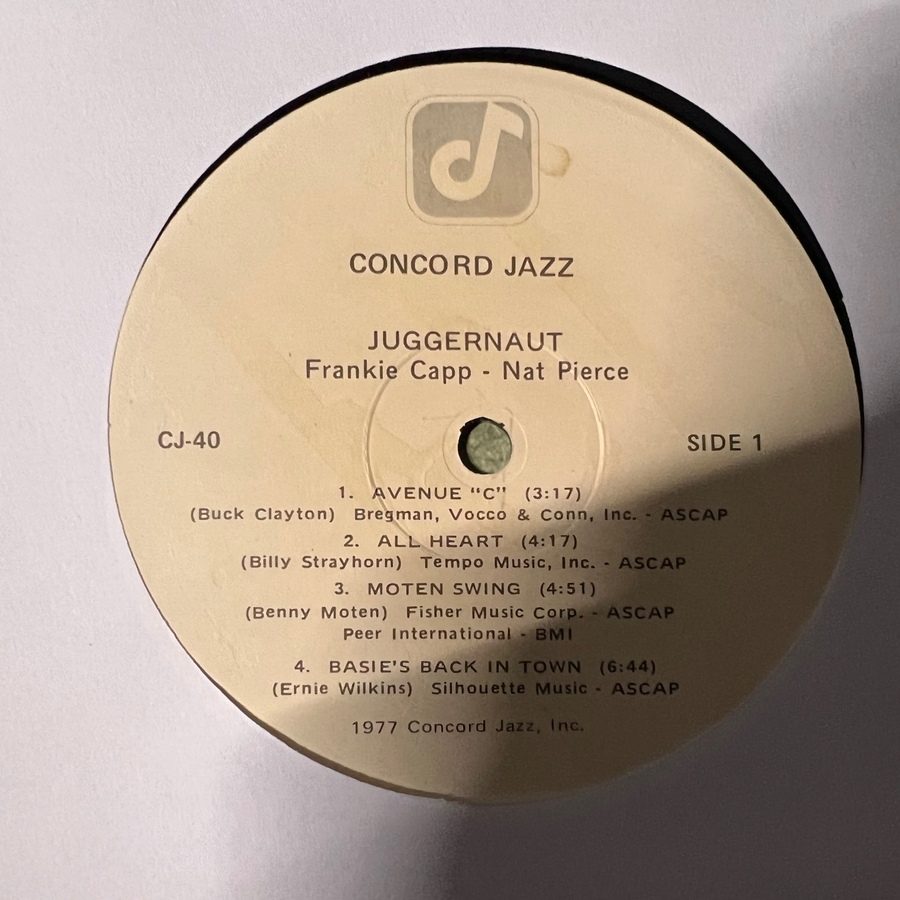 CONCORD JAZZ
JUGGERNAUT
Frankie Capp - Nat Pierce
CJ-40
SIDE 1
1. AVENUE "C" (3:17)
(Buck Clayton) Bregman, Vocco & Conn, Inc. - ASCAP
2. ALL HEART (4:17)
(Billy Strayhorn) Tempo Music, Inc. - ASCAP
3. MOTEN SWING (4:51)
(Benny Moten) Fisher Music Corp. - ASCAP
Peer International - BMI
4. BASIE'S BACK IN TOWN (6:44)
(Ernie Wilkins) Silhouette Music - ASCAP
1977 Concord Jazz, Inc.